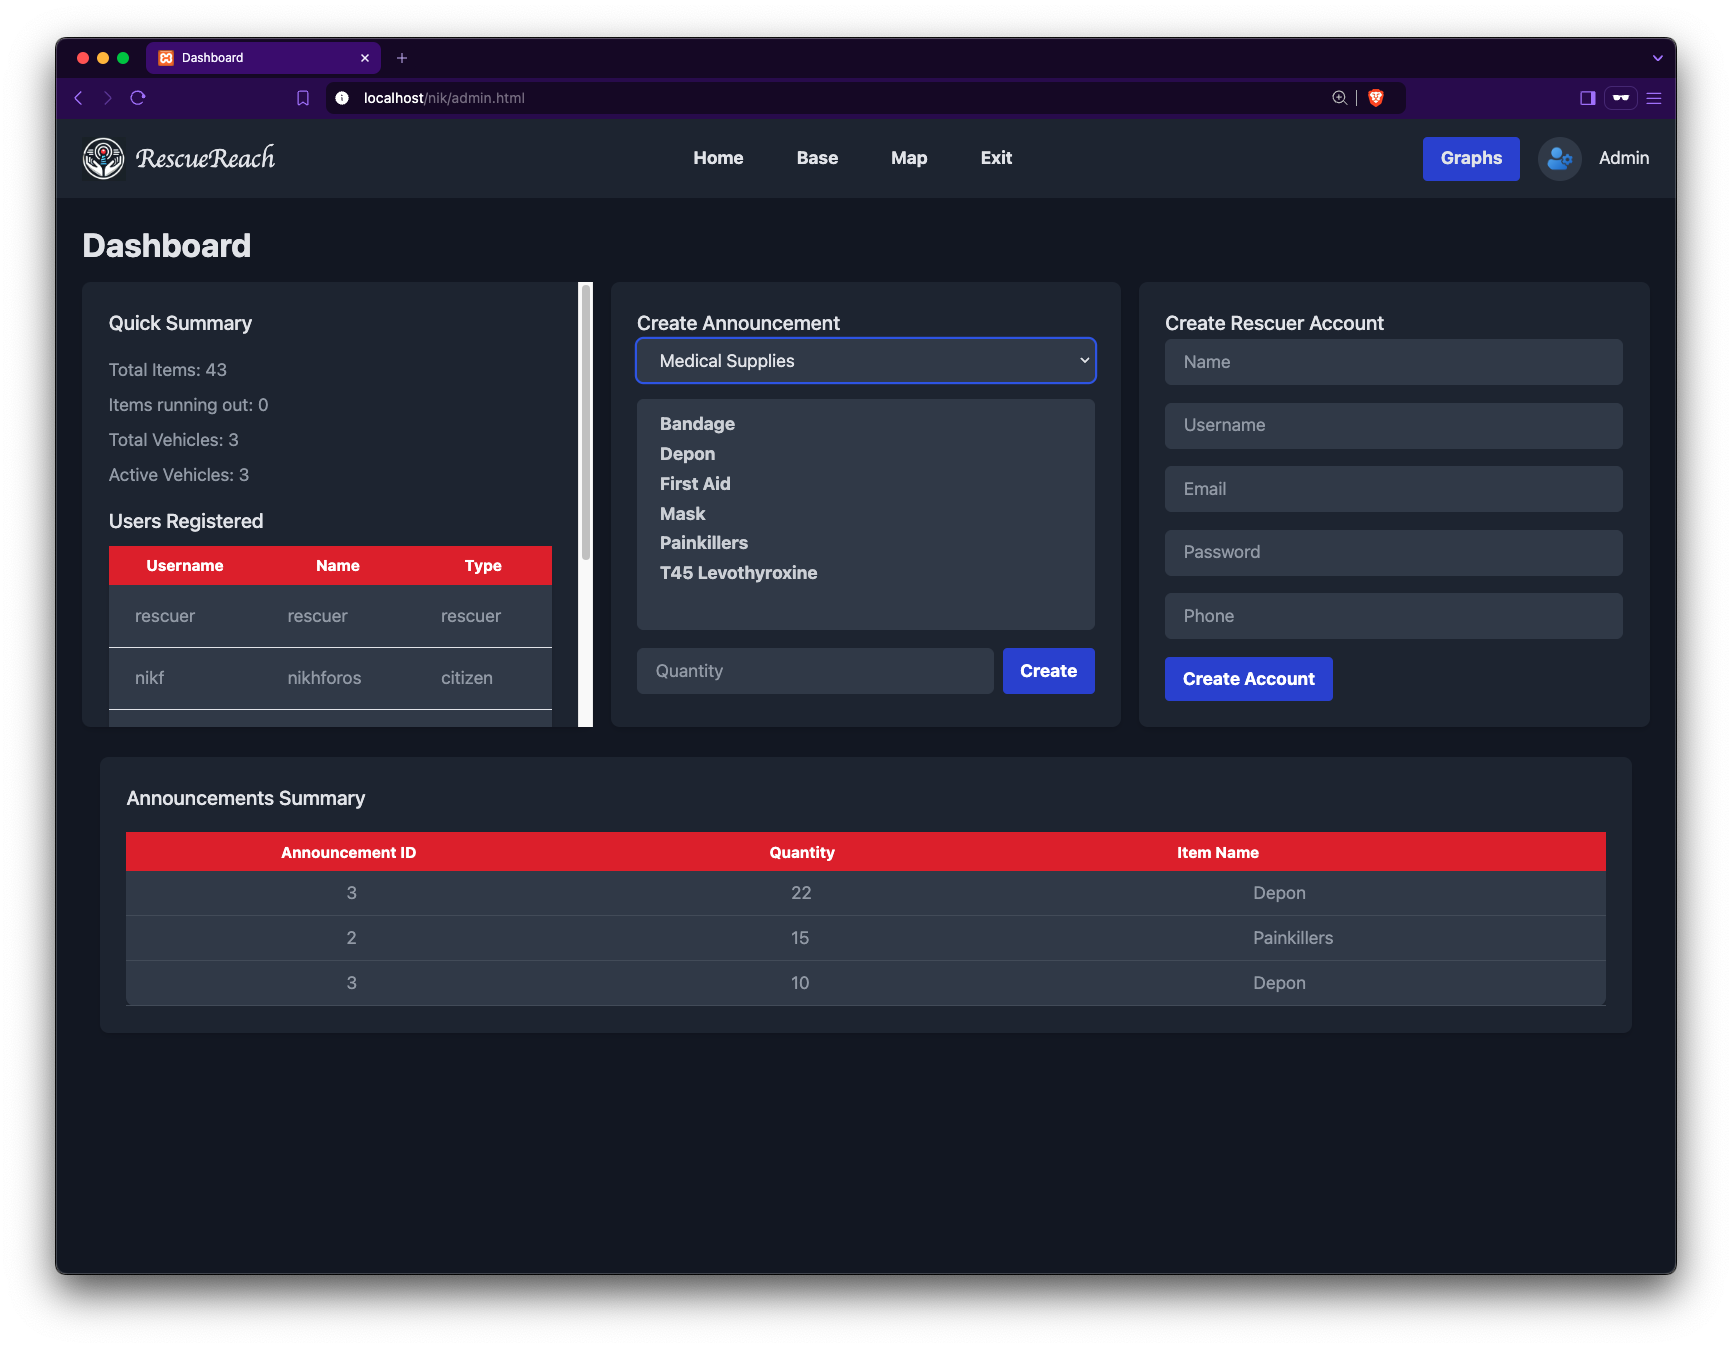 Dashboard
localhost/nik/admin.html
RescueReach
Home
Base
Map
Exit
Graphs
Admin
Dashboard
Quick Summary
Total Items: 43
Items running out: 0
Total Vehicles: 3
Active Vehicles: 3
Users Registered
Username Name Type
rescuer rescuer rescuer
nikf nikhforos citizen
Create Announcement
Medical Supplies
Bandage
Depon
First Aid
Mask
Painkillers
T45 Levothyroxine
Quantity
Create
Create Rescuer Account
Name
Username
Email
Password
Phone
Create Account
Announcements Summary
Announcement ID Quantity Item Name
3 22 Depon
2 15 Painkillers
3 10 Depon